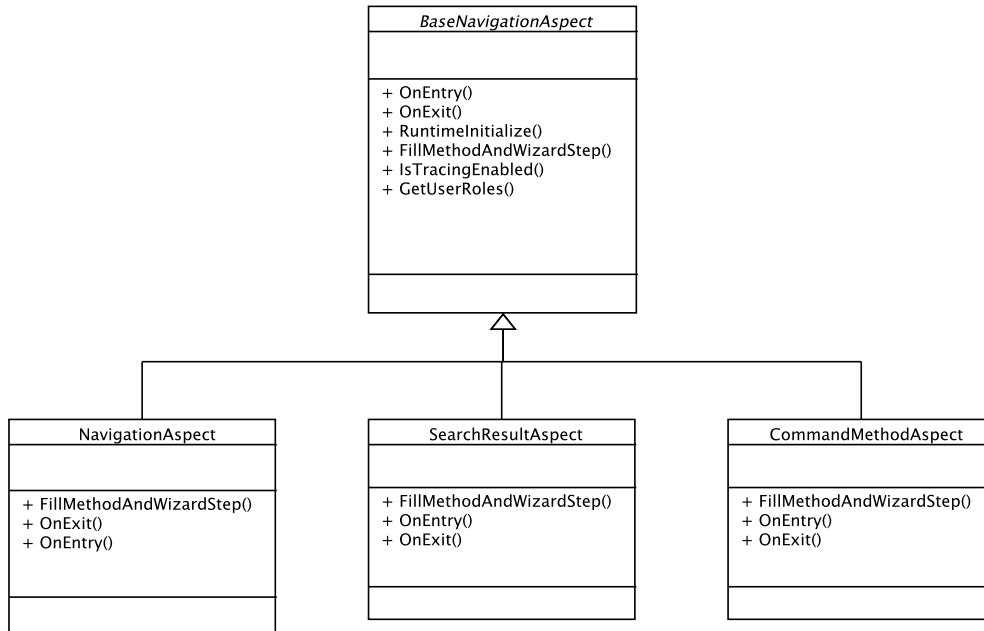 BaseNavigationAspect
+ OnEntry()
+ OnExit()
+ RuntimeInitialize()
+ FillMethodAndWizardStep()
+ IsTracingEnabled()
+ GetUserRoles()
NavigationAspect
+ FillMethodAndWizardStep()
+ OnExit()
+ OnEntry()
SearchResultAspect
+ FillMethodAndWizardStep()
+ OnEntry()
+ OnExit()
CommandMethodAspect
+ FillMethodAndWizardStep()
+ OnEntry()
+ OnExit()